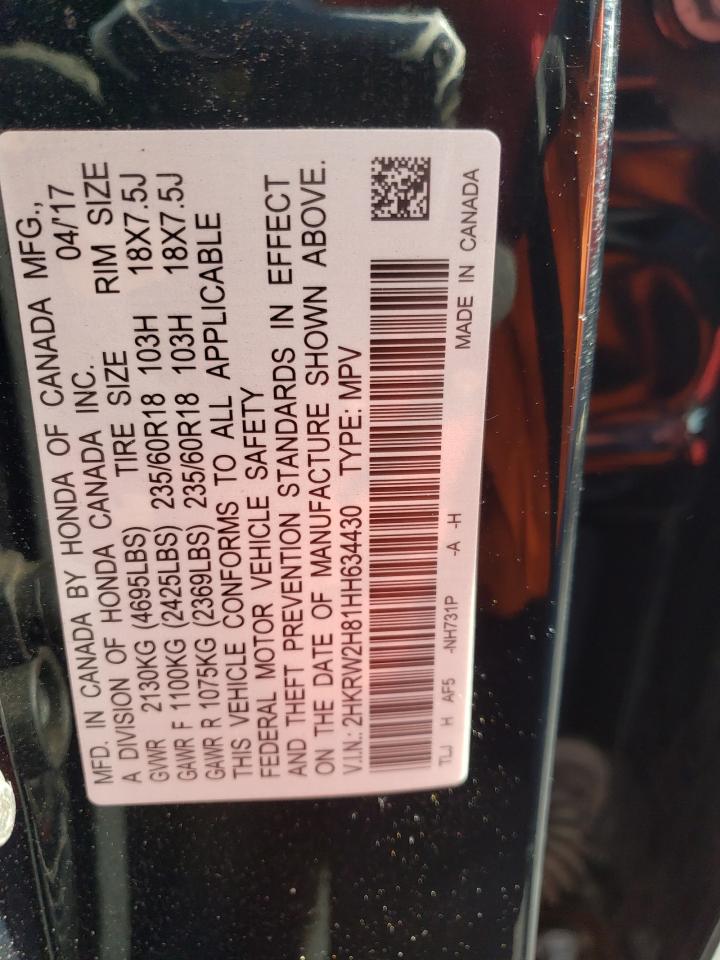 MFD. IN CANADA BY HONDA OF CANADA MFG.,
A DIVISION OF HONDA CANADA INC. 04/17
TIRE SIZE RIM SIZE
GVWR 2130KG (4695LBS)
GAWR F 1100KG (2425LBS) 235/60R18 103H 18X7.5J
GAWR R 1075KG (2369LBS) 235/60R18 103H 18X7.5J
THIS VEHICLE CONFORMS TO ALL APPLICABLE
FEDERAL MOTOR VEHICLE SAFETY
AND THEFT PREVENTION STANDARDS IN EFFECT
ON THE DATE OF MANUFACTURE SHOWN ABOVE.
V.I.N.: 2HKRW2H81HH634430 TYPE: MPV
TLJ H AF5 -NH731P -A -H MADE IN CANADA